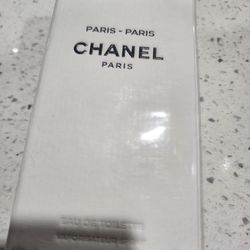 PARIS - PARIS
CHANEL
PARIS
EAU DE TOILETTE